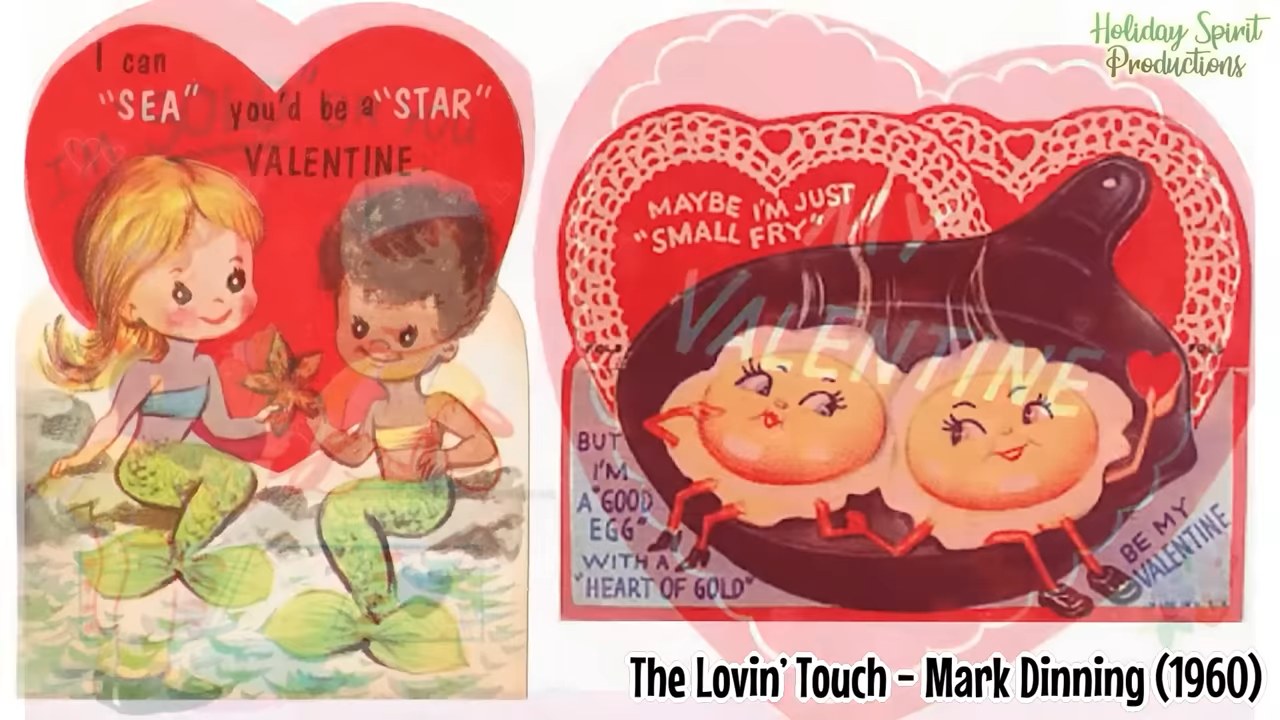 Holiday Spirit
Productions
I can
"SEA" you'd be a "STAR"
VALENTINE.
MAYBE I'M JUST
"SMALL FRY"
MY
VALENTINE
BUT
I'M
A "GOOD
EGG"
WITH A
"HEART OF GOLD"
BE MY
VALENTINE
The Lovin' Touch - Mark Dinning (1960)